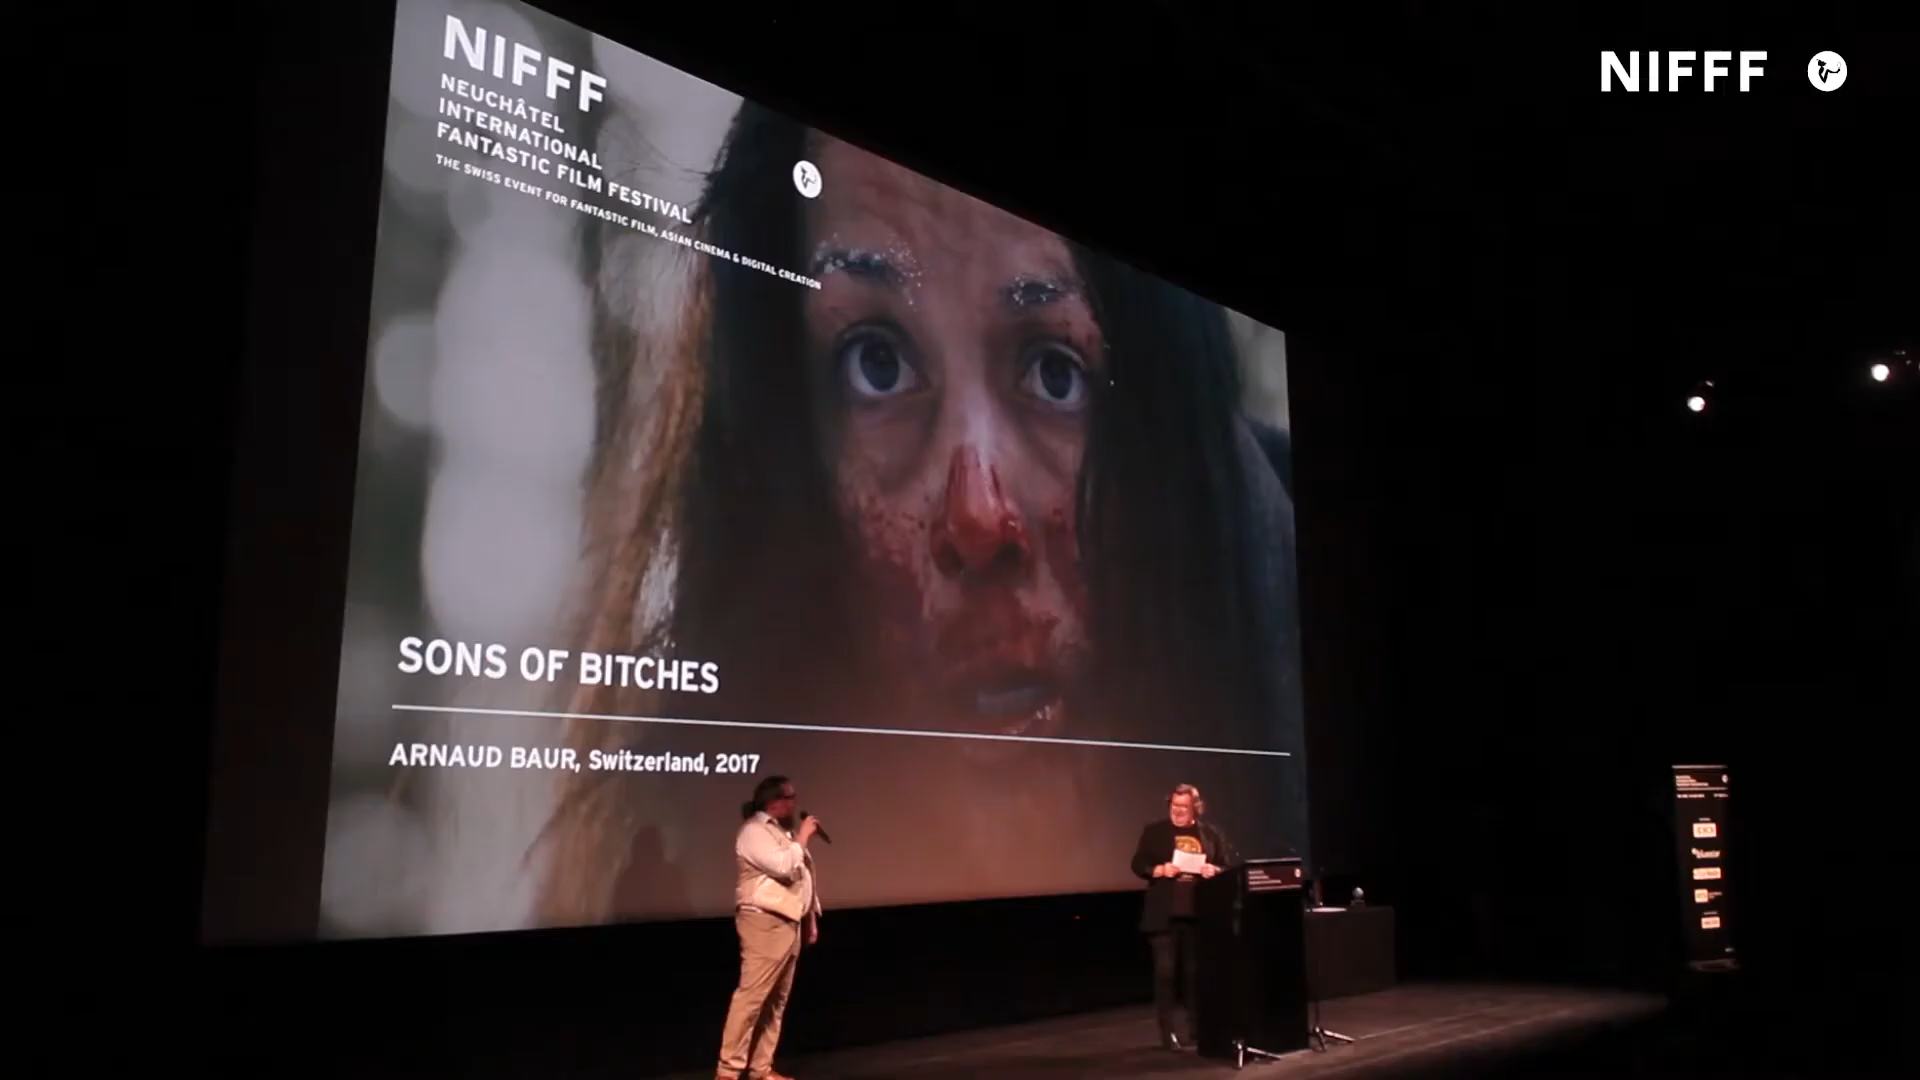 NIFFF
NEUCHÂTEL
INTERNATIONAL
FANTASTIC FILM FESTIVAL
THE SWISS EVENT FOR FANTASTIC FILM, ASIAN CINEMA & DIGITAL CREATION
NIFFF
SONS OF BITCHES
ARNAUD BAUR, Switzerland, 2017